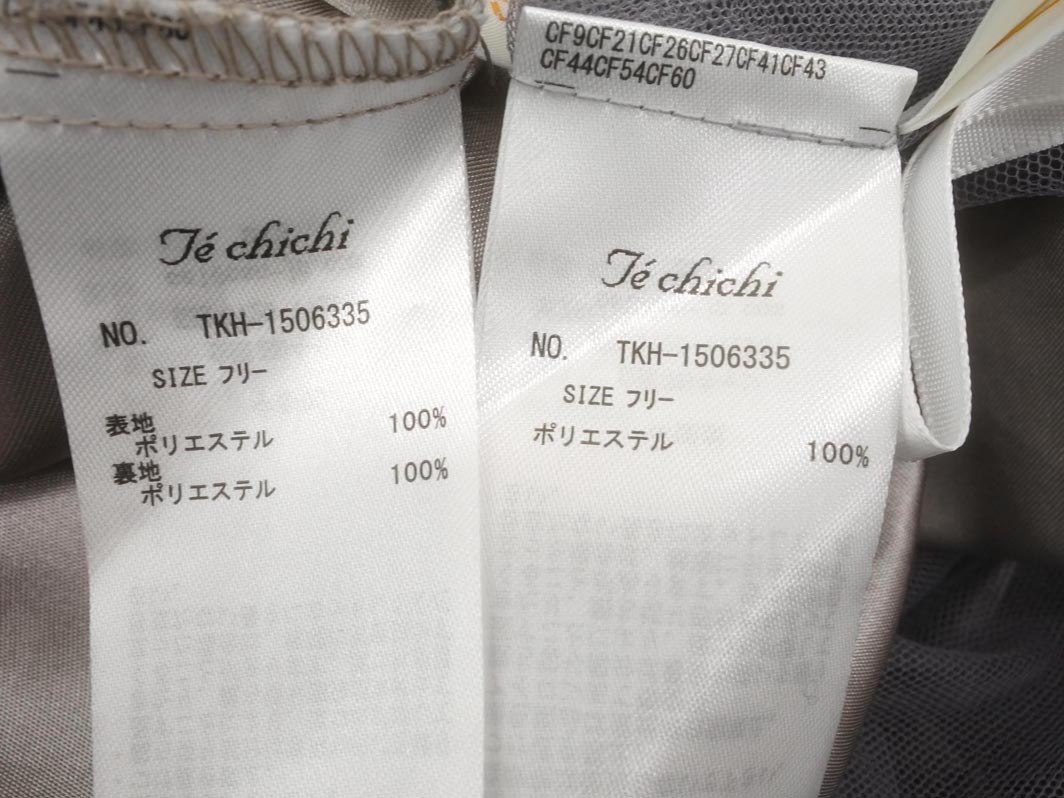 Té chichi
NO. TKH-1506335
SIZE フリー
表地
ポリエステル 100%
裏地
ポリエステル 100%
CF9CF21CF26CF27CF41CF43
CF44CF54CF60
Té chichi
NO. TKH-1506335
SIZE フリー
ポリエステル 100%